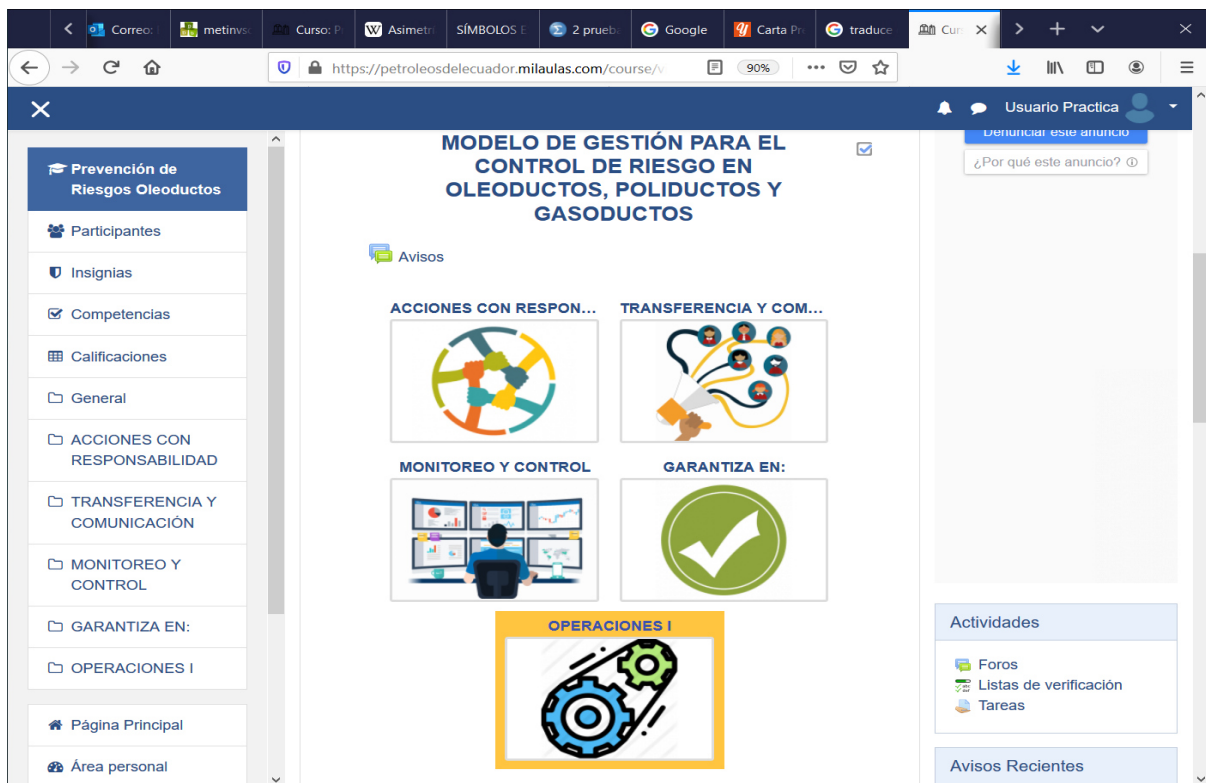 Correo:
metinvs
Curso: P
Asimetri
SÍMBOLOS E
2 prueb
Google
Carta Pr
traduce
Cur
https://petroleosdelecuador.milaulas.com/course/v
90%
Usuario Practica
Prevención de
Riesgos Oleoductos
Participantes
Insignias
Competencias
Calificaciones
General
ACCIONES CON
RESPONSABILIDAD
TRANSFERENCIA Y
COMUNICACIÓN
MONITOREO Y
CONTROL
GARANTIZA EN:
OPERACIONES I
Página Principal
Área personal
MODELO DE GESTIÓN PARA EL
CONTROL DE RIESGO EN
OLEODUCTOS, POLIDUCTOS Y
GASODUCTOS
Avisos
ACCIONES CON RESPON...
TRANSFERENCIA Y COM...
MONITOREO Y CONTROL
GARANTIZA EN:
OPERACIONES I
Denunciar este anuncio
¿Por qué este anuncio?
Actividades
Foros
Listas de verificación
Tareas
Avisos Recientes